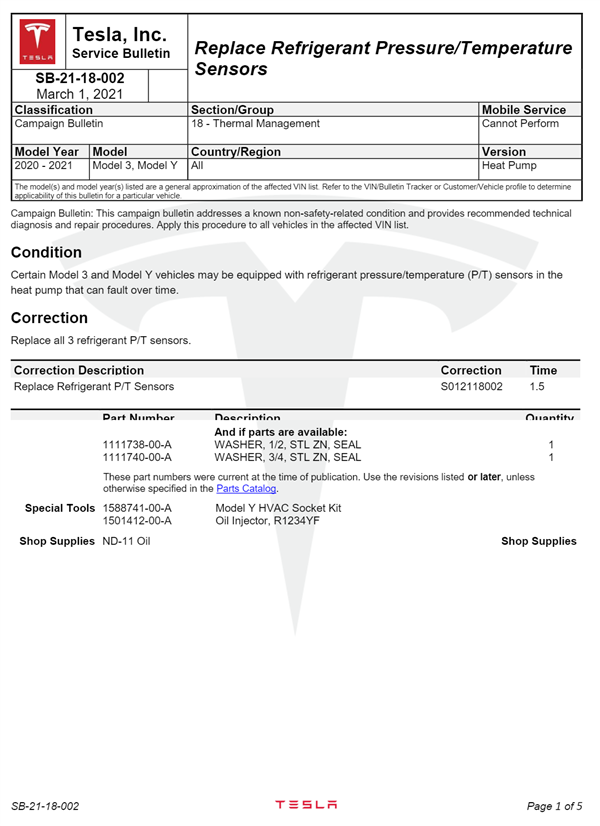 TESLA
Tesla, Inc.
Service Bulletin
Replace Refrigerant Pressure/Temperature
Sensors
SB-21-18-002
March 1, 2021
Classification Section/Group Mobile Service
Campaign Bulletin 18 - Thermal Management Cannot Perform
Model Year Model Country/Region Version
2020 - 2021 Model 3, Model Y All Heat Pump
The model(s) and model year(s) listed are a general approximation of the affected VIN list. Refer to the VIN/Bulletin Tracker or Customer/Vehicle profile to determine
applicability of this bulletin for a particular vehicle
Campaign Bulletin: This campaign bulletin addresses a known non-safety-related condition and provides recommended technical
diagnosis and repair procedures. Apply this procedure to all vehicles in the affected VIN list.
Condition
Certain Model 3 and Model Y vehicles may be equipped with refrigerant pressure/temperature (P/T) sensors in the
heat pump that can fault over time.
Correction
Replace all 3 refrigerant P/T sensors.
Correction Description Correction Time
Replace Refrigerant P/T Sensors S012118002 1.5
Part Number Description Quantity
And if parts are available:
1111738-00-A WASHER, 1/2, STL ZN, SEAL 1
1111740-00-A WASHER, 3/4, STL ZN, SEAL 1
These part numbers were current at the time of publication. Use the revisions listed or later, unless
otherwise specified in the Parts Catalog.
Special Tools 1588741-00-A Model Y HVAC Socket Kit
1501412-00-A Oil Injector, R1234YF
Shop Supplies ND-11 Oil Shop Supplies
SB-21-18-002 TESLA Page 1 of 5